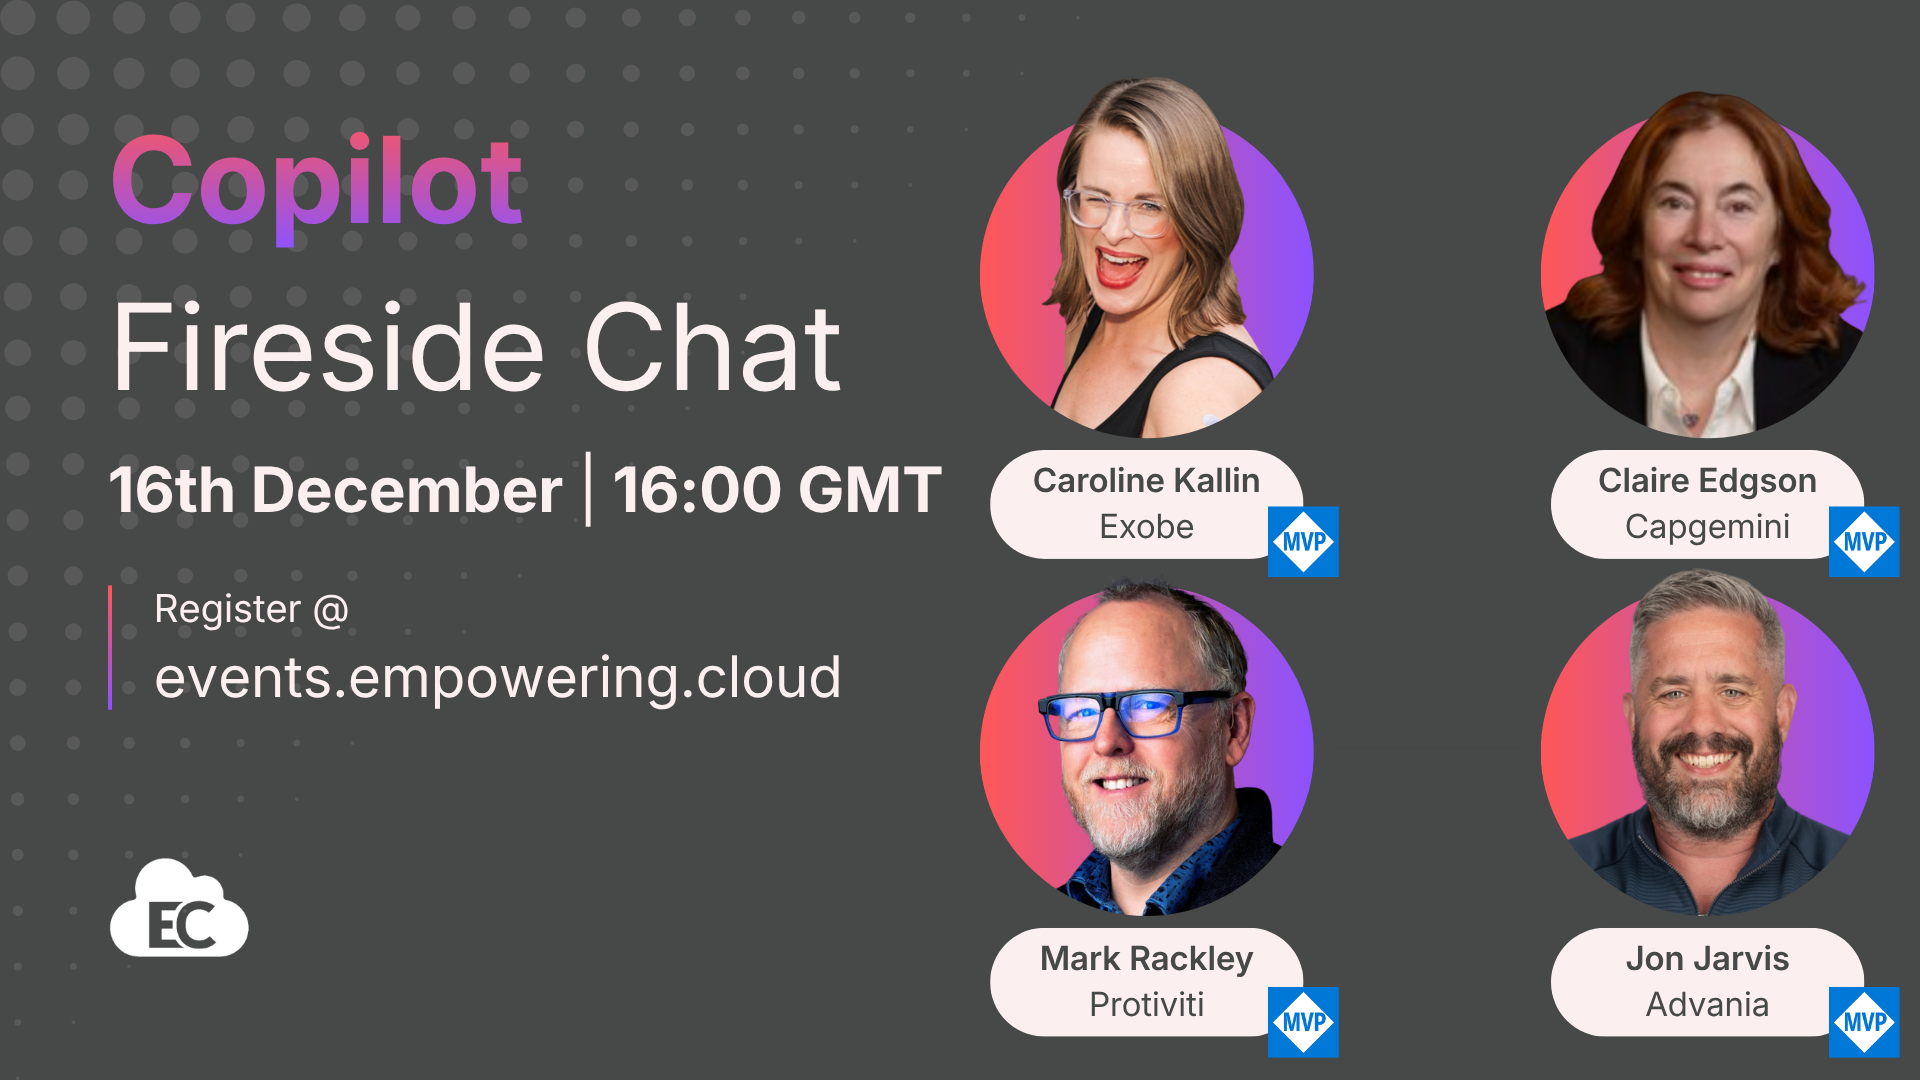 Copilot
Fireside Chat
16th December | 16:00 GMT
Register @
events.empowering.cloud
EC
Caroline Kallin
Exobe
MVP
Claire Edgson
Capgemini
MVP
Mark Rackley
Protiviti
MVP
Jon Jarvis
Advania
MVP